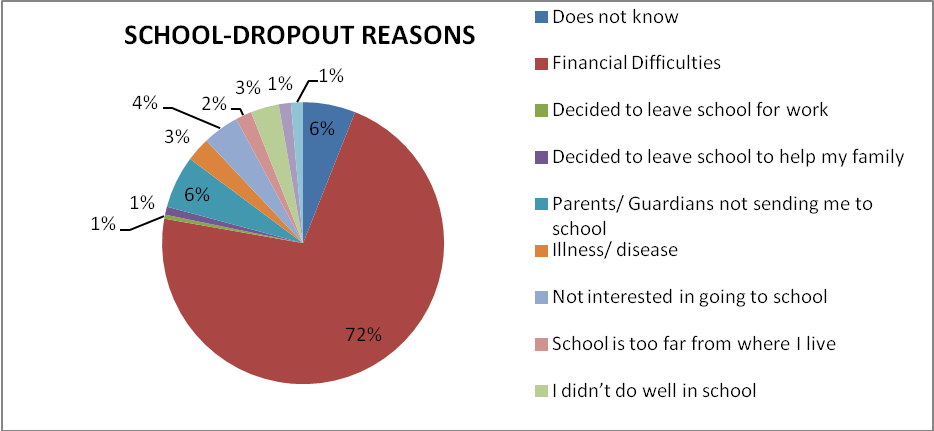 SCHOOL-DROPOUT REASONS
6%
72%
1%
1%
6%
3%
4%
2%
3%
1%
1%
Does not know
Financial Difficulties
Decided to leave school for work
Decided to leave school to help my family
Parents/ Guardians not sending me to
school
Illness/ disease
Not interested in going to school
School is too far from where I live
I didn’t do well in school